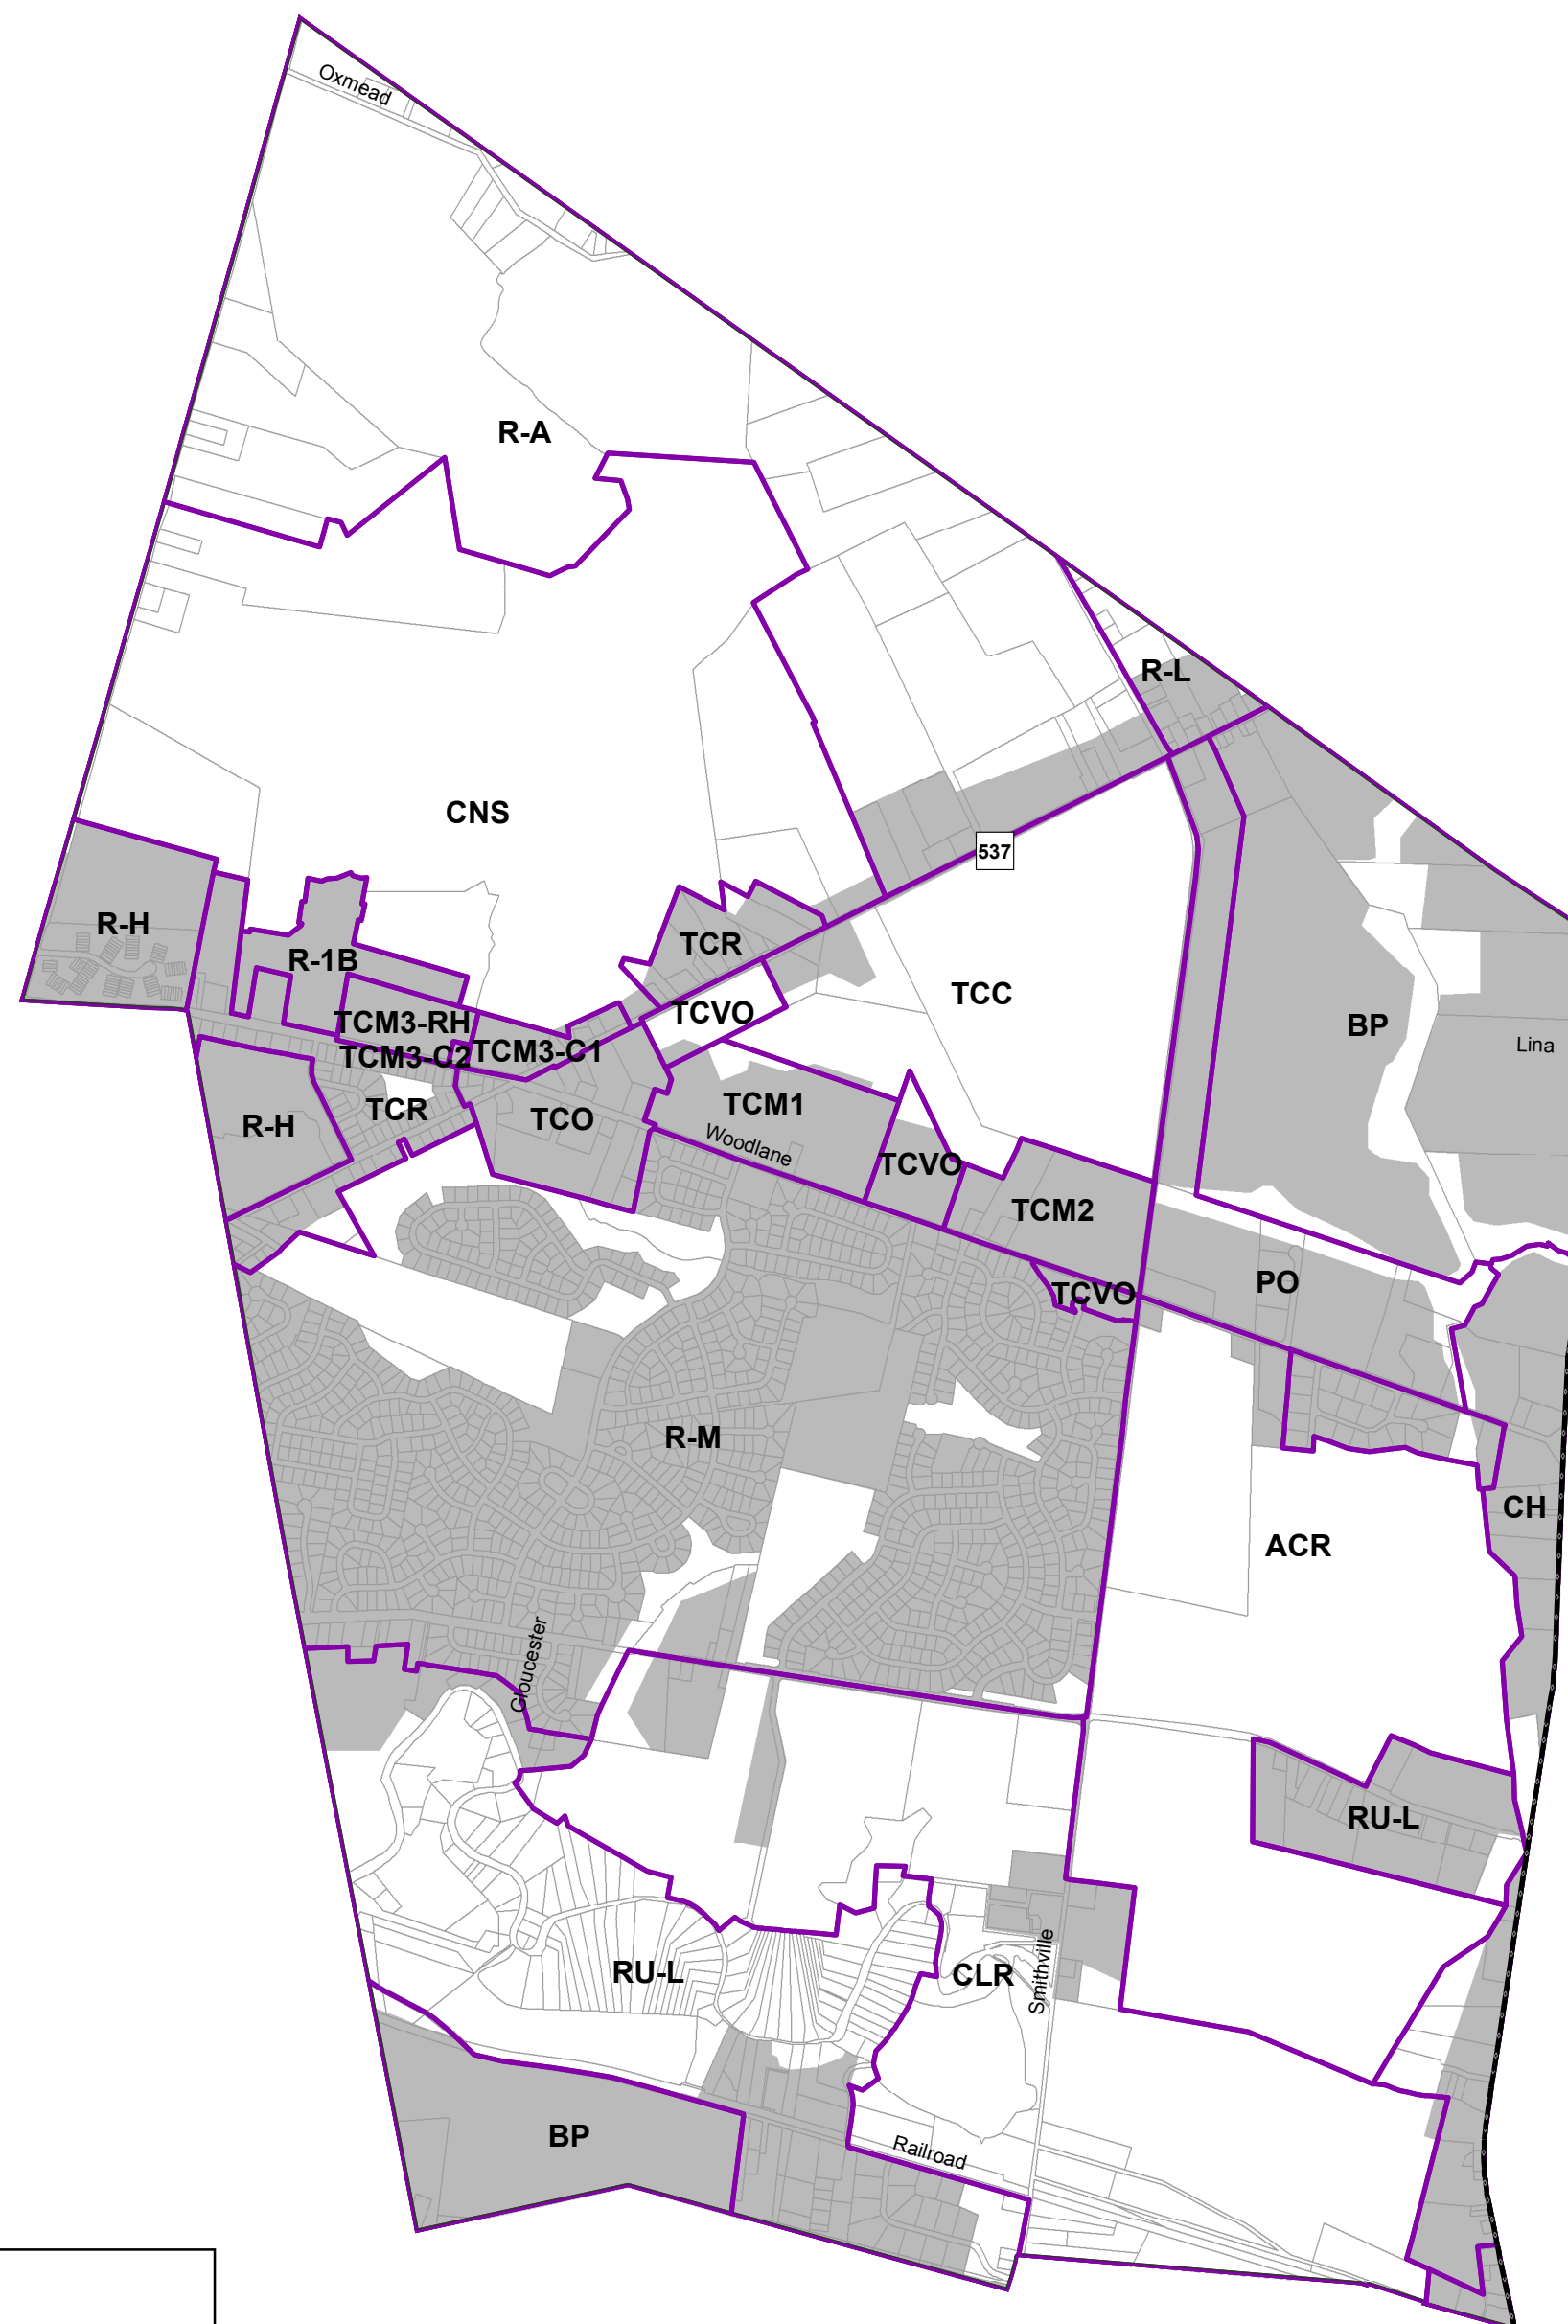 Oxmead
R-A
R-L
CNS
537
R-H
TCR
R-1B
TCC
TCVO
TCM3-RH
BP
Lina
TCM3-C1
TCM3-C2
TCM1
TCR
TCO
R-H
Woodlane
TCVO
TCM2
PO
TCVO
R-M
CH
ACR
Gloucester
RU-L
RU-L
CLR
Smithville
BP
Railroad